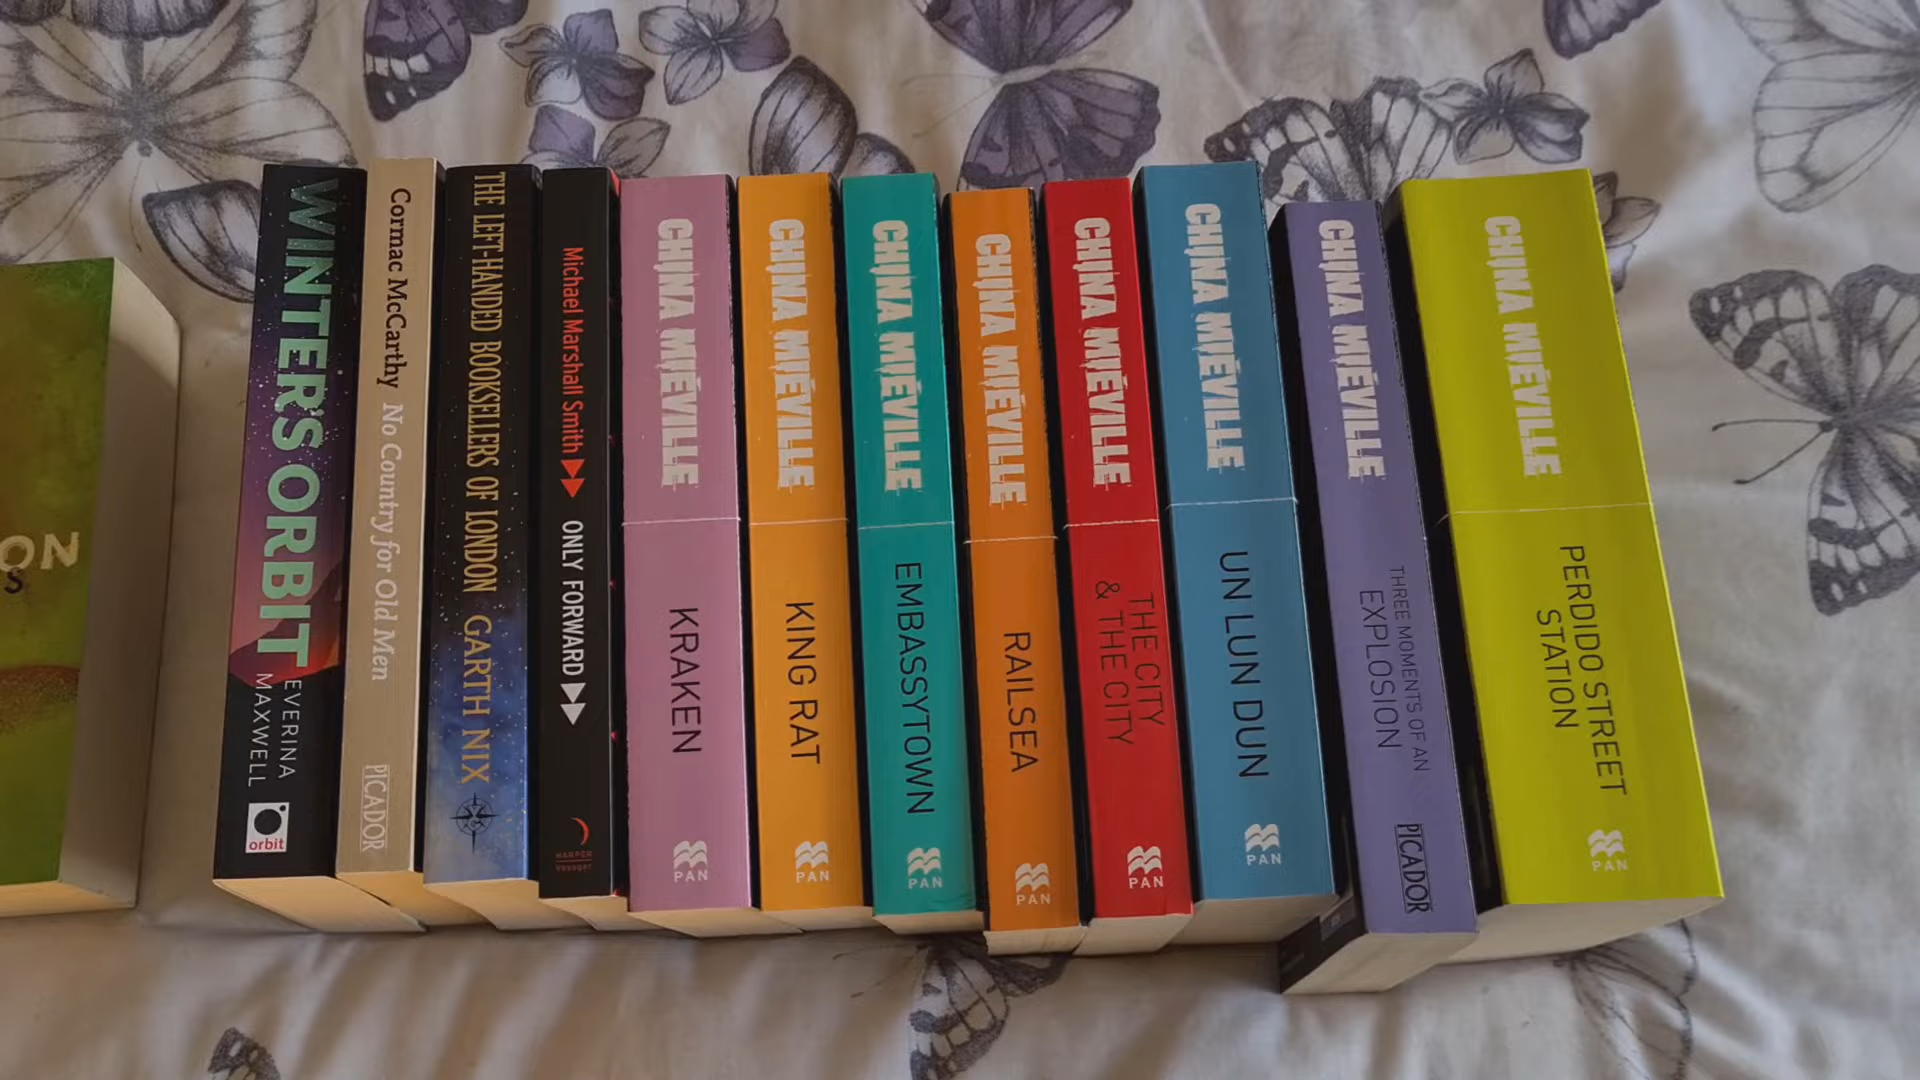 ON
S
WINTER'S ORBIT
EVERINA
MAXWELL
orbit
Cormac McCarthy No Country for Old Men
PICADOR
THE LEFT-HANDED BOOKSELLERS OF LONDON GARTH NIX
Michael Marshall Smith ONLY FORWARD
HARPER
Voyager
CHINA MIÉVILLE
KRAKEN
PAN
CHINA MIÉVILLE
KING RAT
PAN
CHINA MIÉVILLE
EMBASSYTOWN
PAN
CHINA MIÉVILLE
RAILSEA
PAN
CHINA MIÉVILLE
THE CITY
& THE CITY
PAN
CHINA MIÉVILLE
UN LUN DUN
PAN
CHINA MIÉVILLE
THREE MOMENTS OF AN
EXPLOSION
PICADOR
CHINA MIÉVILLE
PERDIDO STREET
STATION
PAN